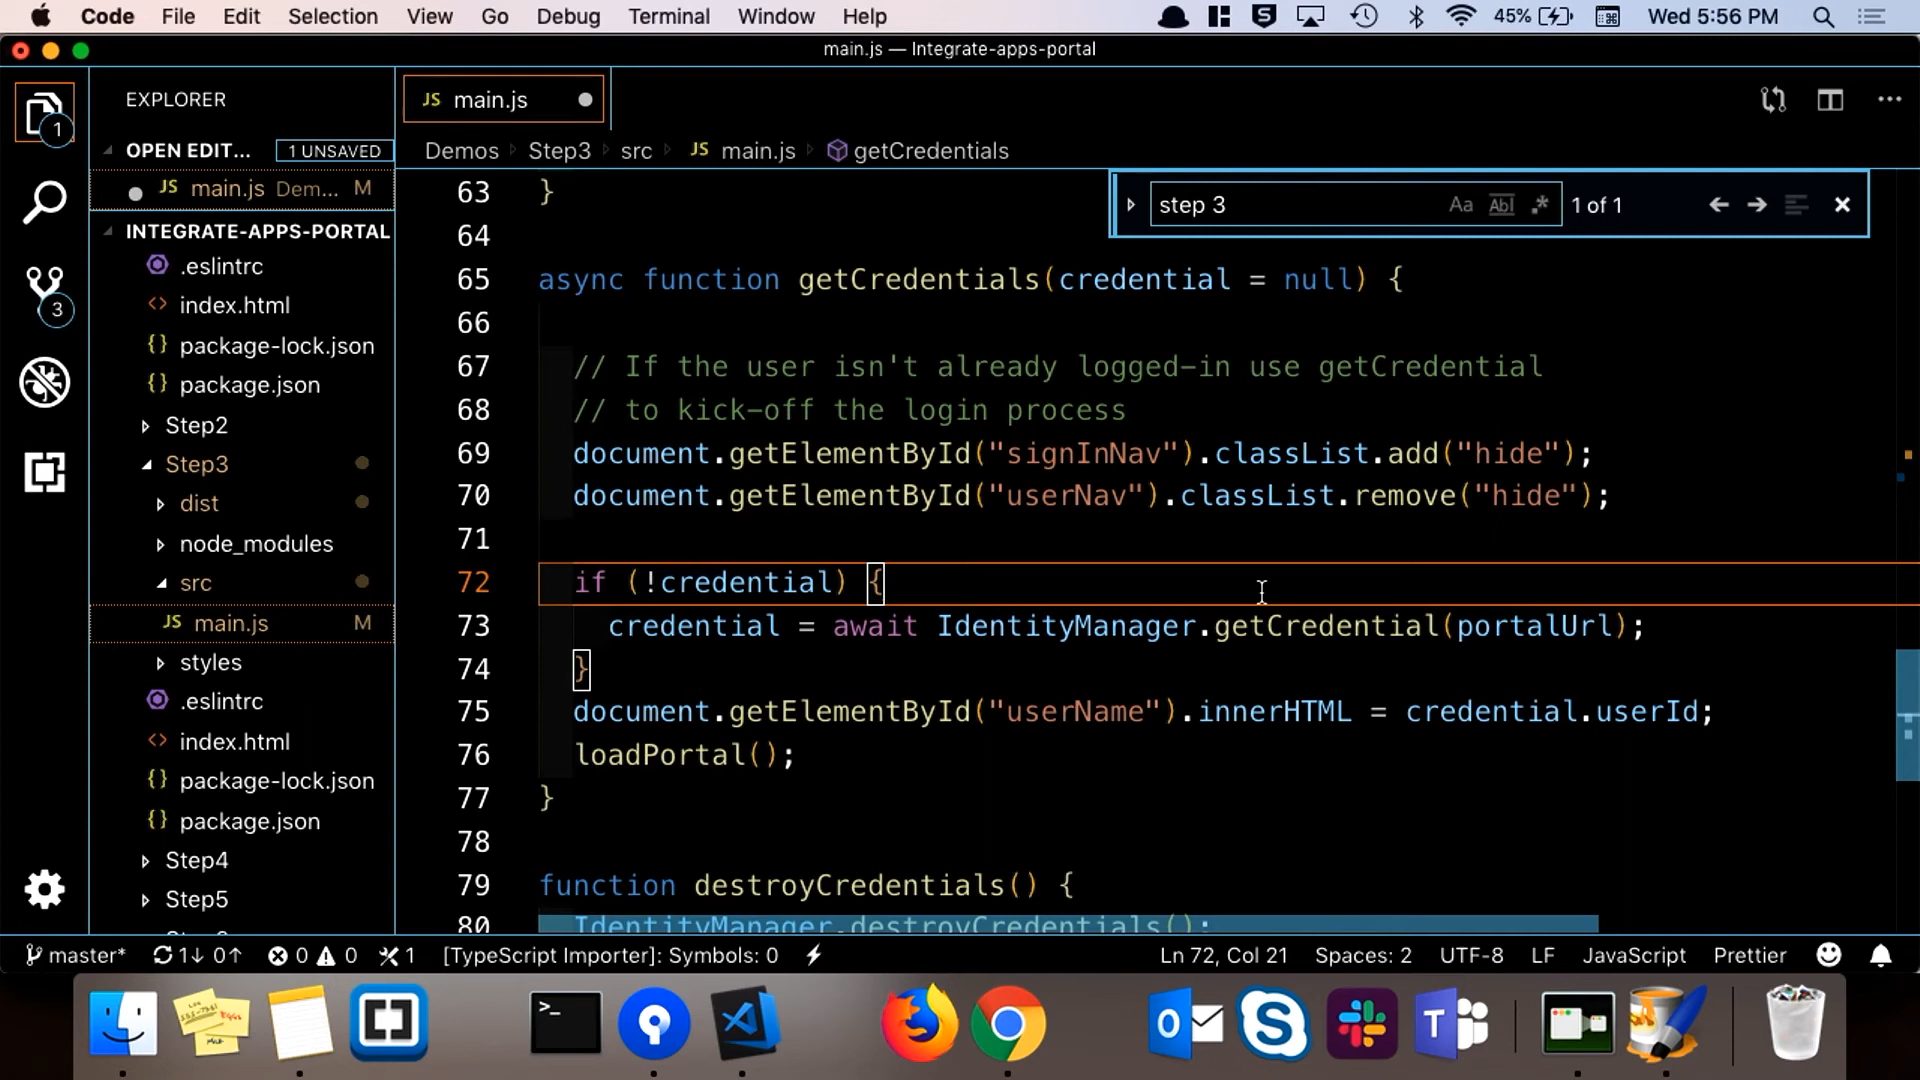 Code File Edit Selection View Go Debug Terminal Window Help 45% Wed 5:56 PM
main.js — Integrate-apps-portal
EXPLORER
OPEN EDIT... 1 UNSAVED
JS main.js Dem... M
INTEGRATE-APPS-PORTAL
.eslintrc
<> index.html
{} package-lock.json
{} package.json
Step2
Step3
dist
node_modules
src
JS main.js M
styles
.eslintrc
<> index.html
{} package-lock.json
{} package.json
Step4
Step5
1
3
JS main.js
Demos Step3 src JS main.js getCredentials
step 3 Aa Abl .* 1 of 1
63 }
64
65 async function getCredentials(credential = null) {
66
67 // If the user isn't already logged-in use getCredential
68 // to kick-off the login process
69 document.getElementById("signInNav").classList.add("hide");
70 document.getElementById("userNav").classList.remove("hide");
71
72 if (!credential) {
73 credential = await IdentityManager.getCredential(portalUrl);
74 }
75 document.getElementById("userName").innerHTML = credential.userId;
76 loadPortal();
77 }
78
79 function destroyCredentials() {
80 IdentityManager.destroyCredentials();
master* 1↓ 0↑ 0 0 1 [TypeScript Importer]: Symbols: 0 Ln 72, Col 21 Spaces: 2 UTF-8 LF JavaScript Prettier